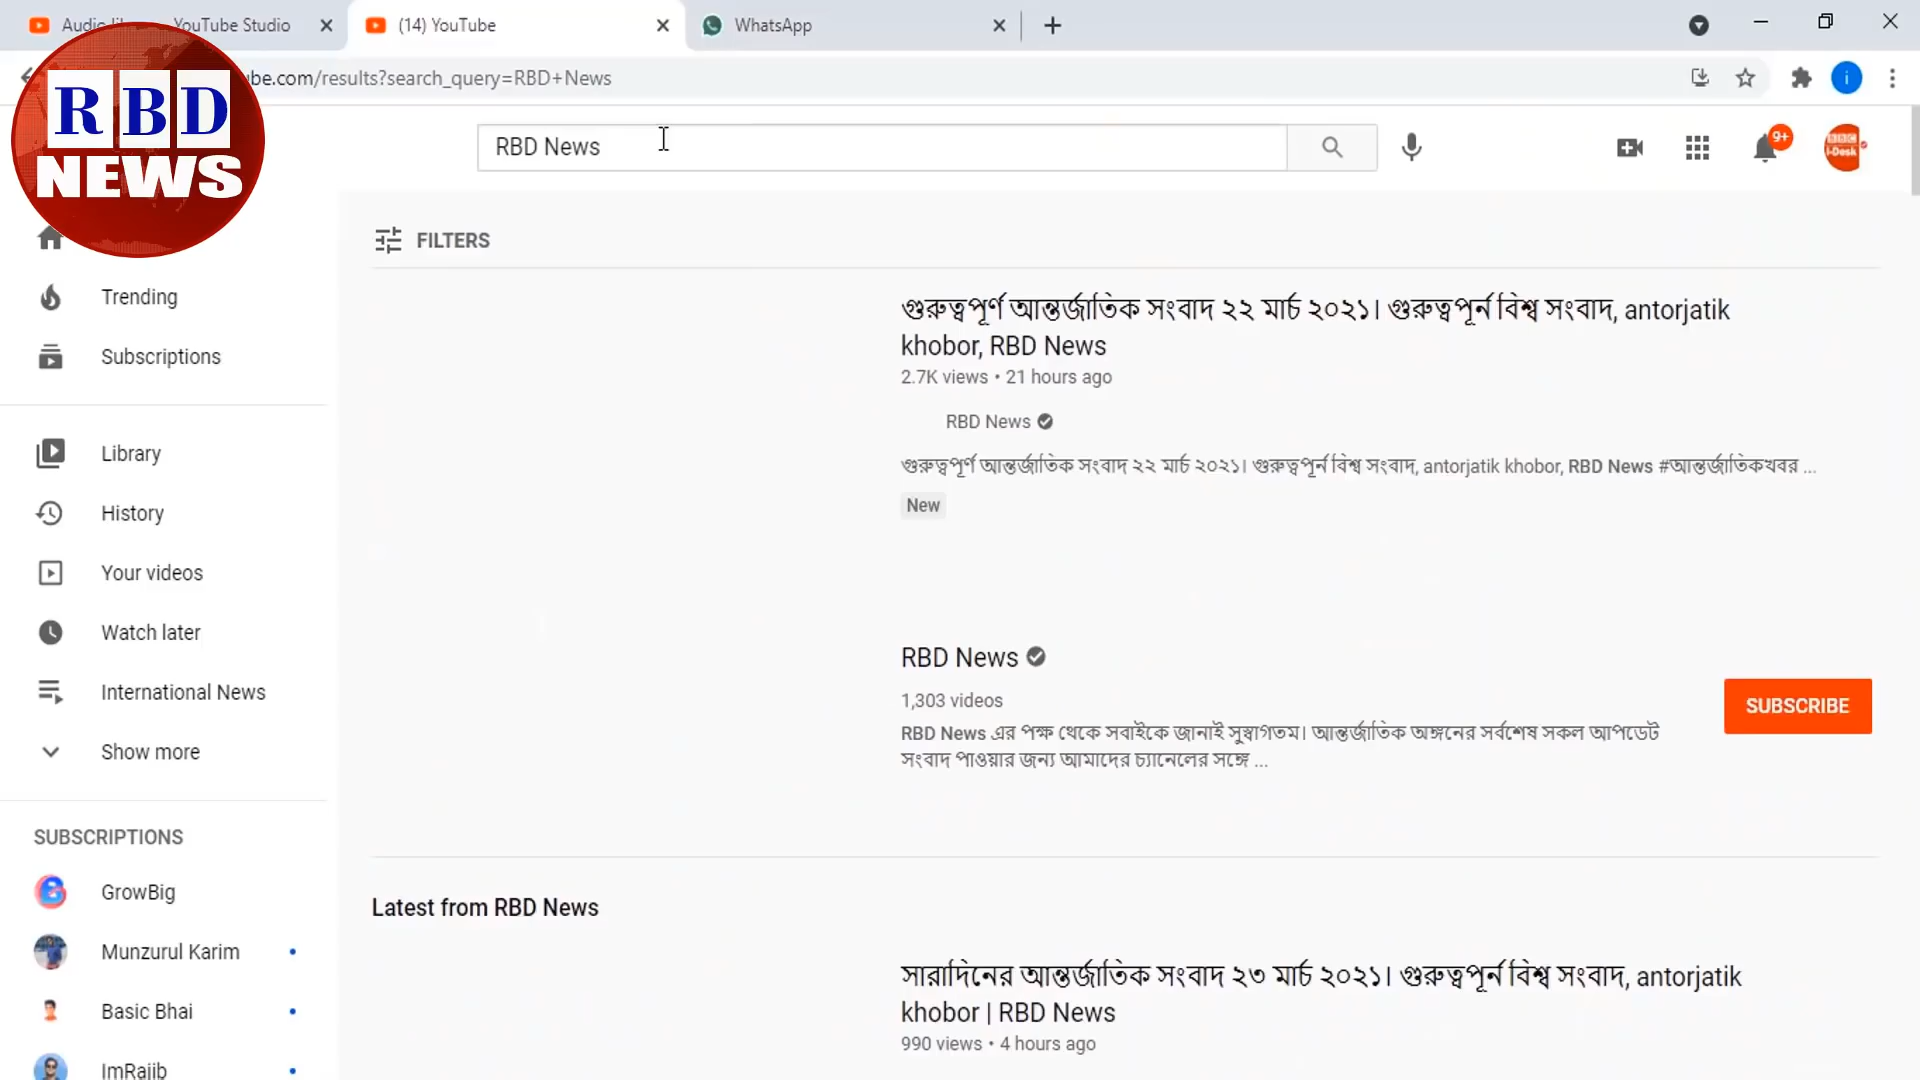 YouTube Studio
(14) YouTube
WhatsApp
be.com/results?search_query=RBD+News
i
RBD
NEWS
RBD News
9+
BBC
i-Desk
FILTERS
Trending
Subscriptions
Library
History
Your videos
Watch later
International News
Show more
SUBSCRIPTIONS
GrowBig
Munzurul Karim
Basic Bhai
ImRajib
গুরুত্বপূর্ণ আন্তর্জাতিক সংবাদ ২২ মার্চ ২০২১। গুরুত্বপূর্ন বিশ্ব সংবাদ, antorjatik
khobor, RBD News
2.7K views • 21 hours ago
RBD News
গুরুত্বপূর্ণ আন্তর্জাতিক সংবাদ ২২ মার্চ ২০২১। গুরুত্বপূর্ন বিশ্ব সংবাদ, antorjatik khobor, RBD News #আন্তর্জাতিকখবর ...
New
RBD News
1,303 videos
RBD News এর পক্ষ থেকে সবাইকে জানাই সুস্বাগতম। আন্তর্জাতিক অঙ্গনের সর্বশেষ সকল আপডেট
সংবাদ পাওয়ার জন্য আমাদের চ্যানেলের সঙ্গে ...
SUBSCRIBE
Latest from RBD News
সারাদিনের আন্তর্জাতিক সংবাদ ২৩ মার্চ ২০২১। গুরুত্বপূর্ন বিশ্ব সংবাদ, antorjatik
khobor | RBD News
990 views • 4 hours ago